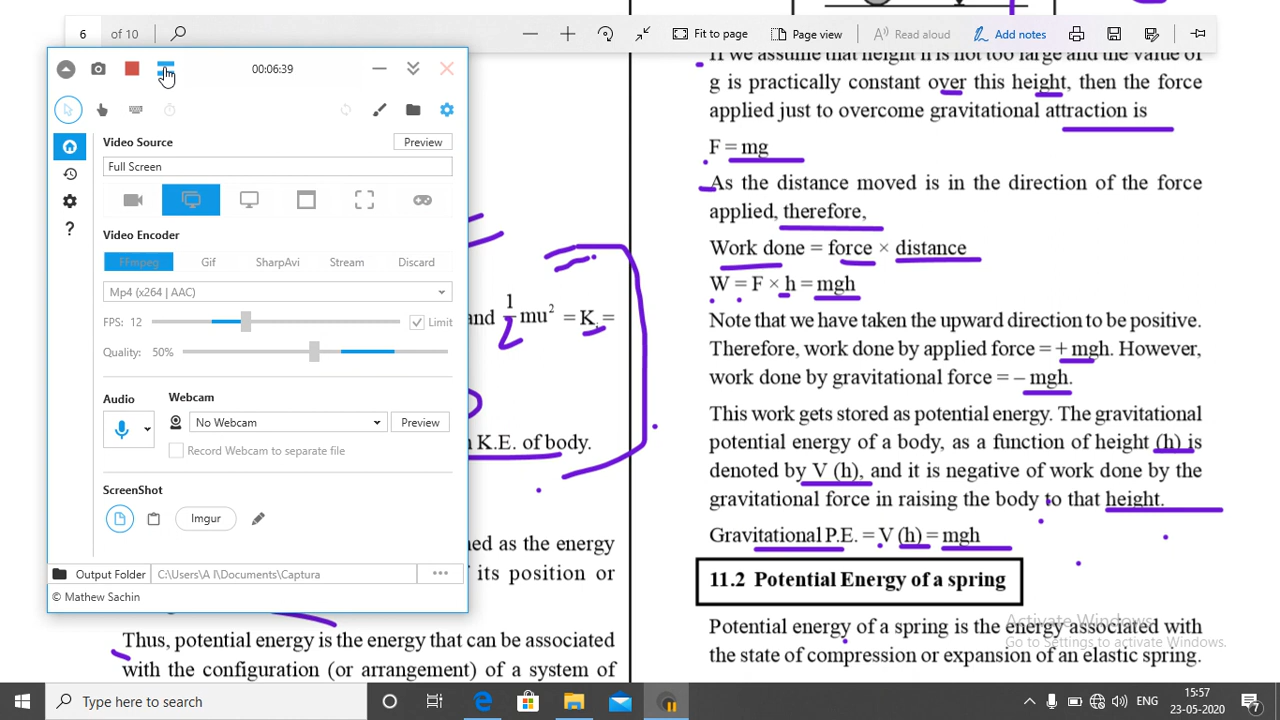 6 of 10
Fit to page
Page view
Read aloud
Add notes
00:06:39
Video Source
Preview
Full Screen
Video Encoder
FFmpeg
Gif
SharpAvi
Stream
Discard
Mp4 (x264 | AAC)
FPS: 12
Limit
Quality: 50%
Audio
Webcam
No Webcam
Preview
Record Webcam to separate file
ScreenShot
Imgur
Output Folder
C:\Users\A I\Documents\Captura
...
© Mathew Sachin
?
and 1/2 mu² = Kᵢ =
K.E. of body.
ed as the energy
its position or
Thus, potential energy is the energy that can be associated
with the configuration (or arrangement) of a system of
If we assume that height h is not too large and the value of
g is practically constant over this height, then the force
applied just to overcome gravitational attraction is
F = mg
As the distance moved is in the direction of the force
applied, therefore,
Work done = force × distance
W = F × h = mgh
Note that we have taken the upward direction to be positive.
Therefore, work done by applied force = + mgh. However,
work done by gravitational force = – mgh.
This work gets stored as potential energy. The gravitational
potential energy of a body, as a function of height (h) is
denoted by V (h), and it is negative of work done by the
gravitational force in raising the body to that height.
Gravitational P.E. = V (h) = mgh
11.2 Potential Energy of a spring
Potential energy of a spring is the energy associated with
the state of compression or expansion of an elastic spring.
Activate Windows
Go to Settings to activate Windows.
Type here to search
ENG
15:57
23-05-2020
7